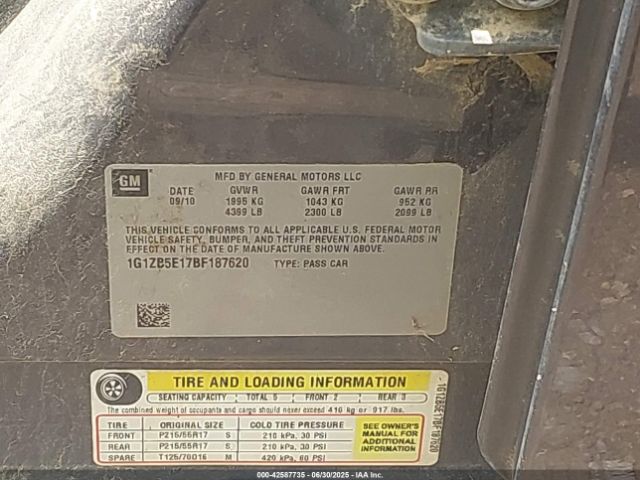 GM
MFD BY GENERAL MOTORS LLC
DATE GVWR GAWR FRT GAWR RR
09/10 1995 KG 1043 KG 952 KG
4399 LB 2300 LB 2099 LB
THIS VEHICLE CONFORMS TO ALL APPLICABLE U.S. FEDERAL MOTOR
VEHICLE SAFETY, BUMPER, AND THEFT PREVENTION STANDARDS IN
EFFECT ON THE DATE OF MANUFACTURE SHOWN ABOVE.
1G1ZB5E17BF187620 TYPE: PASS CAR
TIRE AND LOADING INFORMATION
SEATING CAPACITY TOTAL 5 FRONT 2 REAR 3
The combined weight of occupants and cargo should never exceed 416 kg or 917 lbs.
TIRE ORIGINAL SIZE COLD TIRE PRESSURE
FRONT P215/55R17 S 210 kPa, 30 PSI
REAR P215/55R17 S 210 kPa, 30 PSI
SPARE T125/70D16 M 420 kPa, 60 PSI
SEE OWNER'S
MANUAL FOR
ADDITIONAL
INFORMATION
1G1ZB5E17BF187620
000-42587735 - 06/30/2025 - IAA Inc.